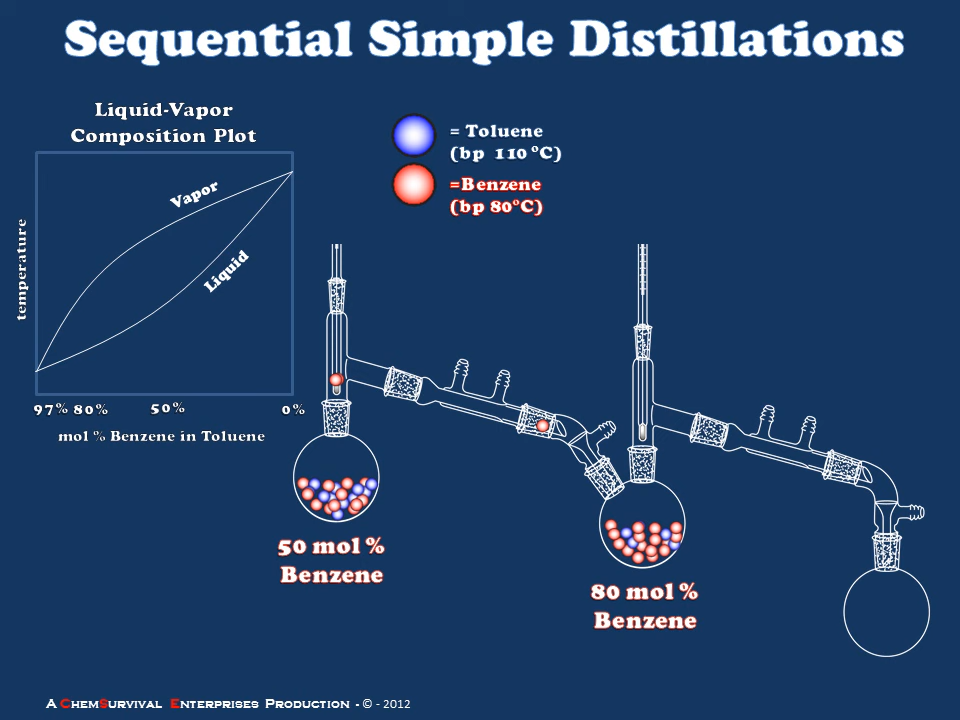 Sequential Simple Distillations
Liquid-Vapor
Composition Plot
Vapor
Liquid
temperature
97% 80% 50% 0%
mol % Benzene in Toluene
= Toluene
(bp 110 °C)
=Benzene
(bp 80°C)
50 mol %
Benzene
80 mol %
Benzene
A ChemSurvival Enterprises Production - © - 2012